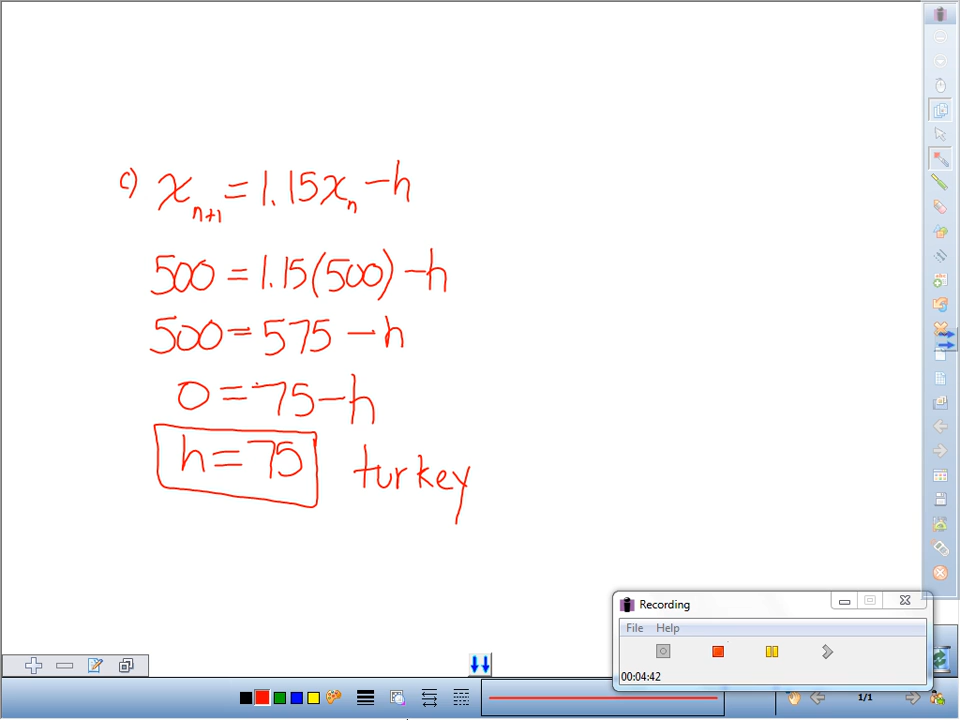 c) x_{n+1} = 1.15x_n - h
500 = 1.15(500) - h
500 = 575 - h
0 = 75 - h
h = 75 turkey
Recording
File Help
00:04:42
1/1